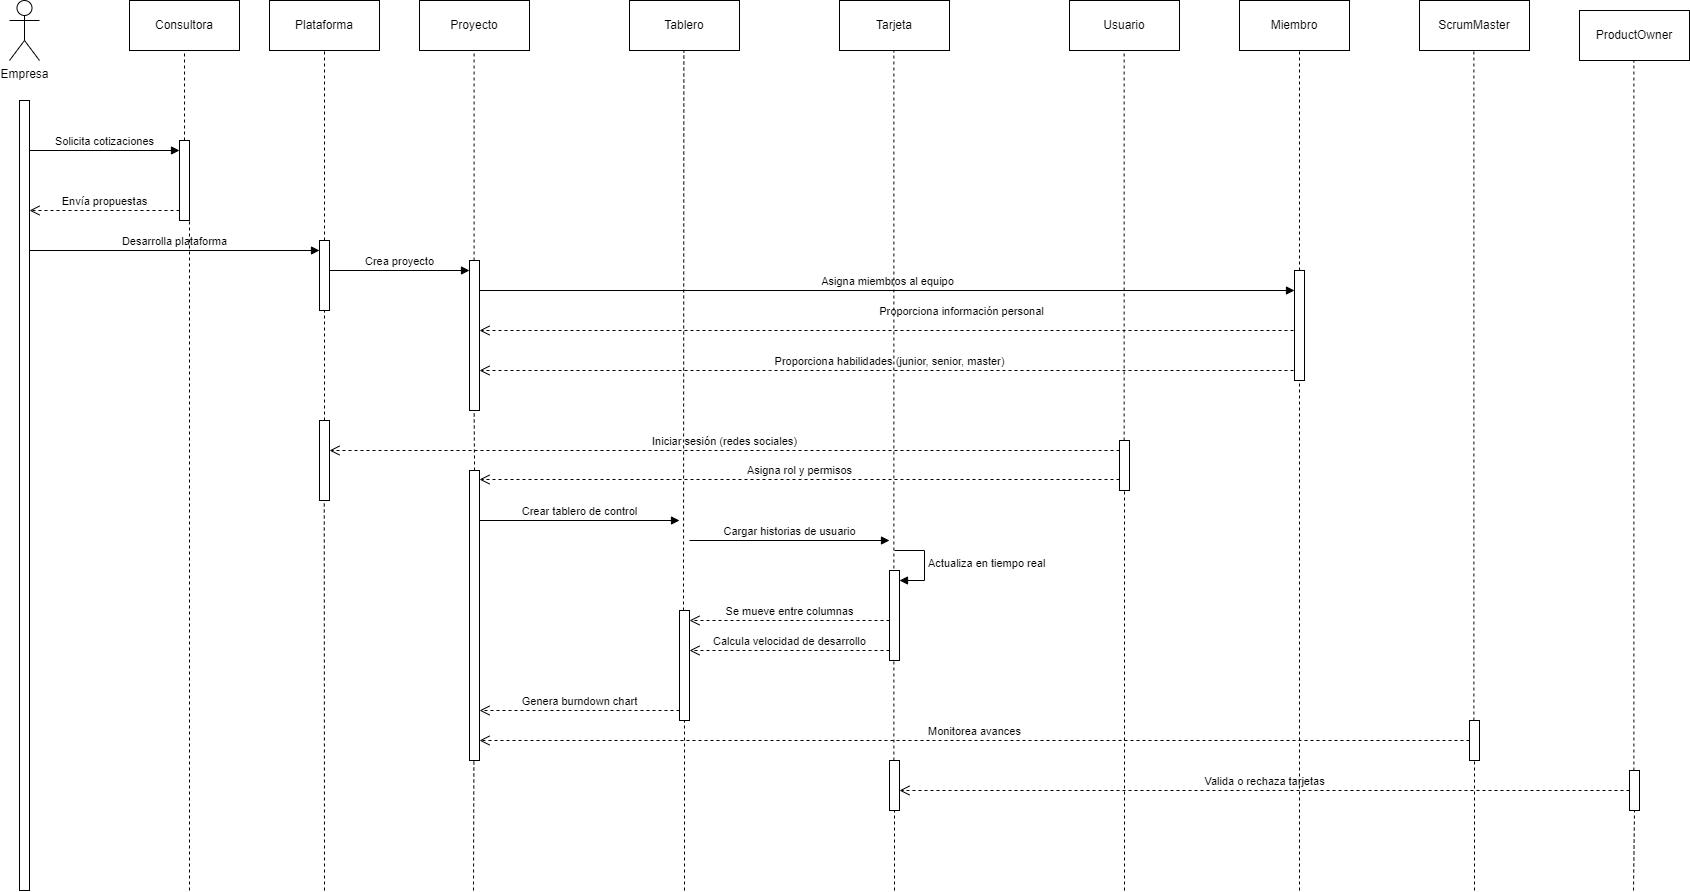 Consultora
Plataforma
Proyecto
Tablero
Tarjeta
Usuario
Miembro
ScrumMaster
ProductOwner
Empresa
Solicita cotizaciones
Envía propuestas
Desarrolla plataforma
Crea proyecto
Asigna miembros al equipo
Proporciona información personal
Proporciona habilidades (junior, senior, master)
Iniciar sesión (redes sociales)
Asigna rol y permisos
Crear tablero de control
Cargar historias de usuario
Actualiza en tiempo real
Se mueve entre columnas
Calcula velocidad de desarrollo
Genera burndown chart
Monitorea avances
Valida o rechaza tarjetas